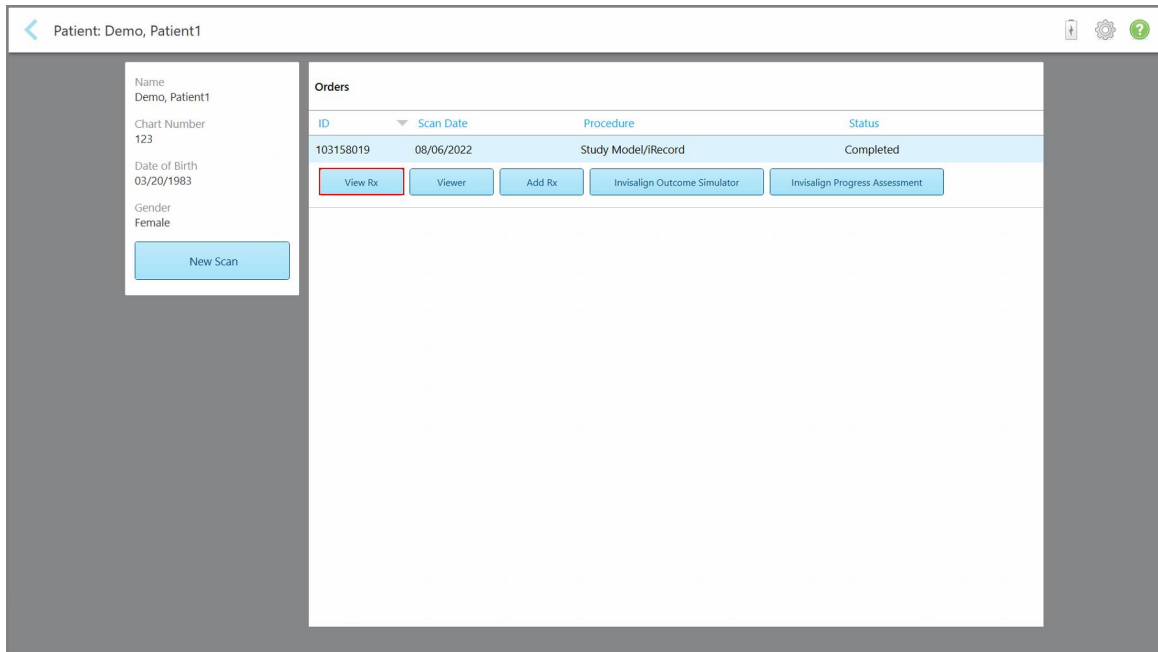 Patient: Demo, Patient1
?
Name
Demo, Patient1
Chart Number
123
Date of Birth
03/20/1983
Gender
Female
New Scan
Orders
ID Scan Date Procedure Status
103158019 08/06/2022 Study Model/iRecord Completed
View Rx Viewer Add Rx Invisalign Outcome Simulator Invisalign Progress Assessment